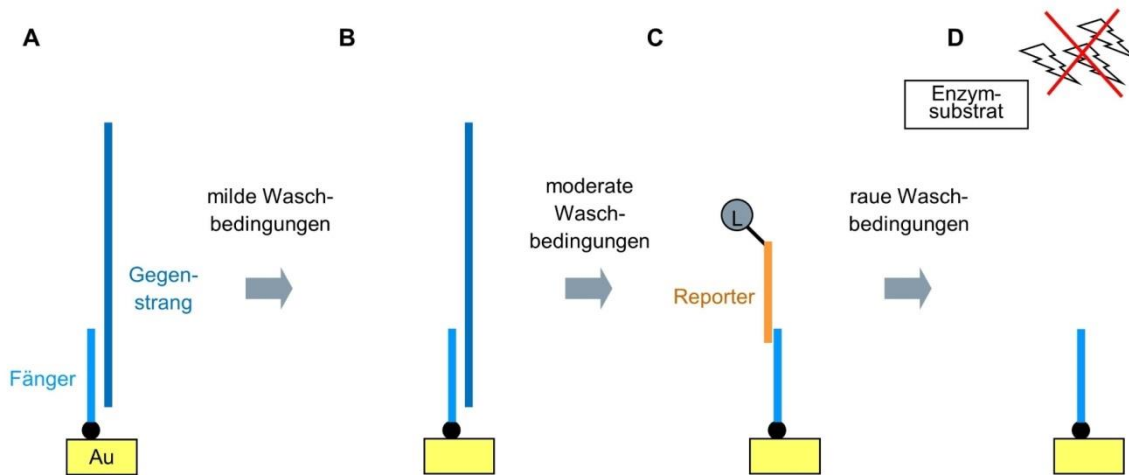 A
B
C
D
Enzym-
substrat
milde Wasch-
bedingungen
moderate
Wasch-
bedingungen
raue Wasch-
bedingungen
L
Gegen-
strang
Reporter
Fänger
Au